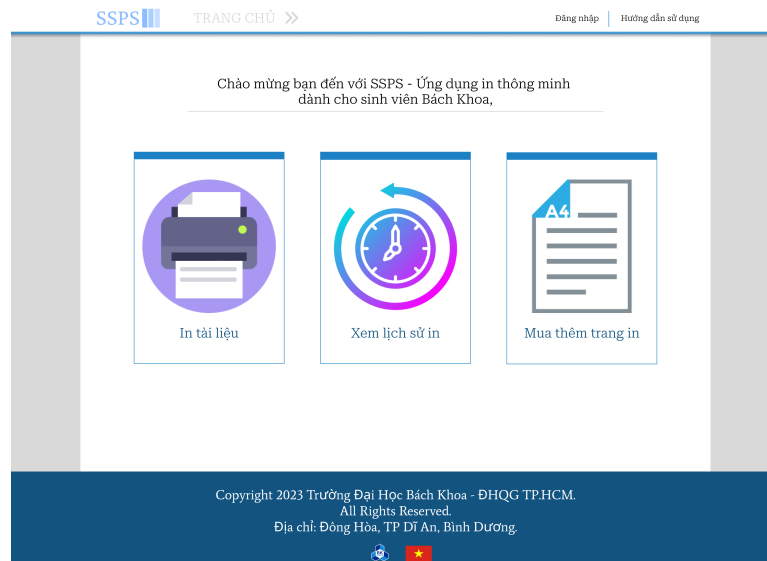 SSPS
TRANG CHỦ
Đăng nhập
Hướng dẫn sử dụng
Chào mừng bạn đến với SSPS - Ứng dụng in thông minh
dành cho sinh viên Bách Khoa,
A4
In tài liệu
Xem lịch sử in
Mua thêm trang in
Copyright 2023 Trường Đại Học Bách Khoa - ĐHQG TP.HCM.
All Rights Reserved.
Địa chỉ: Đông Hòa, TP Dĩ An, Bình Dương.